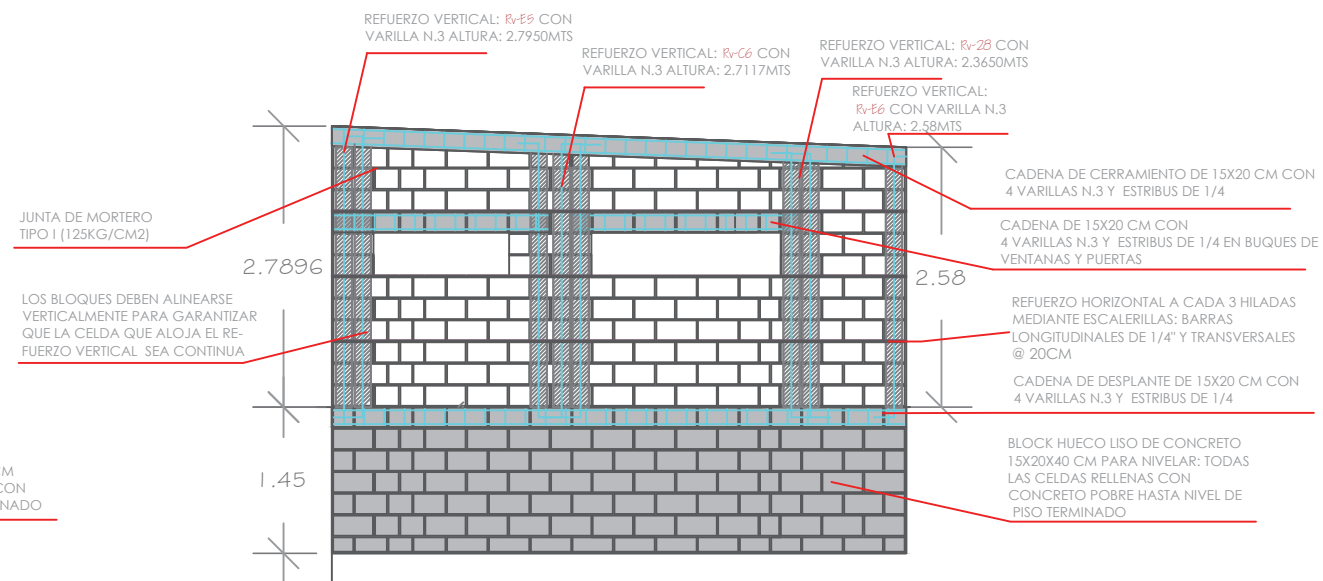 REFUERZO VERTICAL: Rv-E5 CON
VARILLA N.3 ALTURA: 2.7950MTS
REFUERZO VERTICAL: Rv-C6 CON
VARILLA N.3 ALTURA: 2.7117MTS
REFUERZO VERTICAL: Rv-28 CON
VARILLA N.3 ALTURA: 2.3650MTS
REFUERZO VERTICAL:
Rv-E6 CON VARILLA N.3
ALTURA: 2.58MTS
JUNTA DE MORTERO
TIPO I (125KG/CM2)
2.7896
LOS BLOQUES DEBEN ALINEARSE
VERTICALMENTE PARA GARANTIZAR
QUE LA CELDA QUE ALOJA EL RE-
FUERZO VERTICAL SEA CONTINUA
1.45
CM
CON
NADO
CADENA DE CERRAMIENTO DE 15X20 CM CON
4 VARILLAS N.3 Y ESTRIBUS DE 1/4
CADENA DE 15X20 CM CON
4 VARILLAS N.3 Y ESTRIBUS DE 1/4 EN BUQUES DE
VENTANAS Y PUERTAS
2.58
REFUERZO HORIZONTAL A CADA 3 HILADAS
MEDIANTE ESCALERILLAS: BARRAS
LONGITUDINALES DE 1/4" Y TRANSVERSALES
@ 20CM
CADENA DE DESPLANTE DE 15X20 CM CON
4 VARILLAS N.3 Y ESTRIBUS DE 1/4
BLOCK HUECO LISO DE CONCRETO
15X20X40 CM PARA NIVELAR: TODAS
LAS CELDAS RELLENAS CON
CONCRETO POBRE HASTA NIVEL DE
PISO TERMINADO